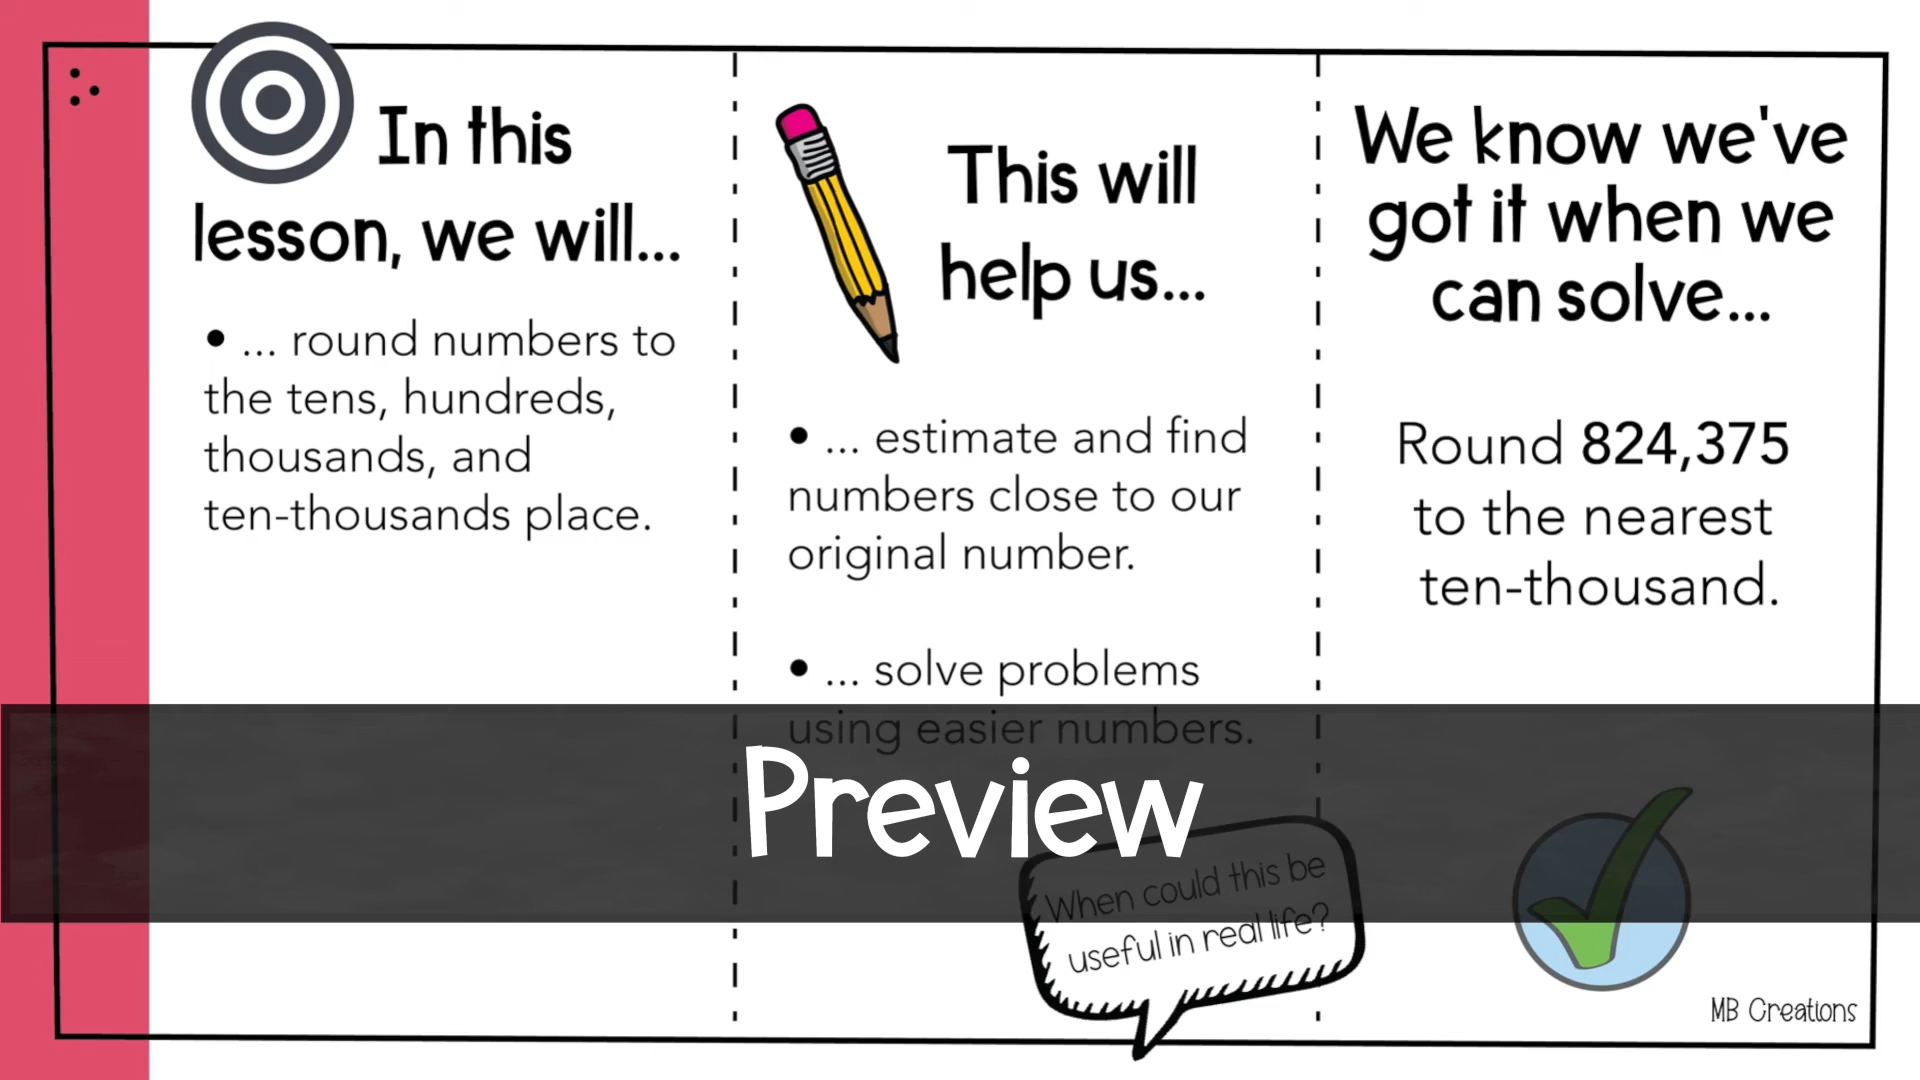 In this
lesson, we will...
• ... round numbers to
the tens, hundreds,
thousands, and
ten-thousands place.
This will
help us...
• ... estimate and find
numbers close to our
original number.
• ... solve problems
using easier numbers.
We know we've
got it when we
can solve...
Round 824,375
to the nearest
ten-thousand.
Preview
When could this be
useful in real life?
MB Creations